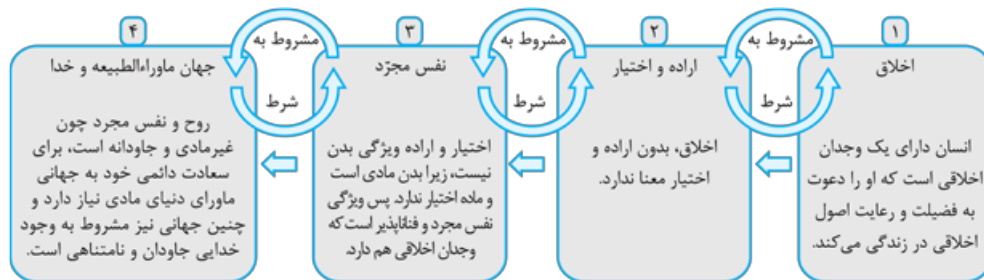 ۱
اخلاق
انسان دارای یک وجدان
اخلاقی است که او را دعوت
به فضیلت و رعایت اصول
اخلاقی در زندگی می‌کند.
مشروط به
شرط
۲
اراده و اختیار
اخلاق، بدون اراده و
اختیار معنا ندارد.
مشروط به
شرط
۳
نفس مجرّد
اختیار و اراده ویژگی بدن
نیست، زیرا بدن مادی است
و ماده اختیار ندارد. پس ویژگی
نفس مجرد و فناناپذیر است که
وجدان اخلاقی هم دارد.
مشروط به
شرط
۴
جهان ماوراءالطبیعه و خدا
روح و نفس مجرد چون
غیرمادی و جاودانه است، برای
سعادت دائمی خود به جهانی
ماورای دنیای مادی نیاز دارد و
چنین جهانی نیز مشروط به وجود
خدایی جاودان و نامتناهی است.